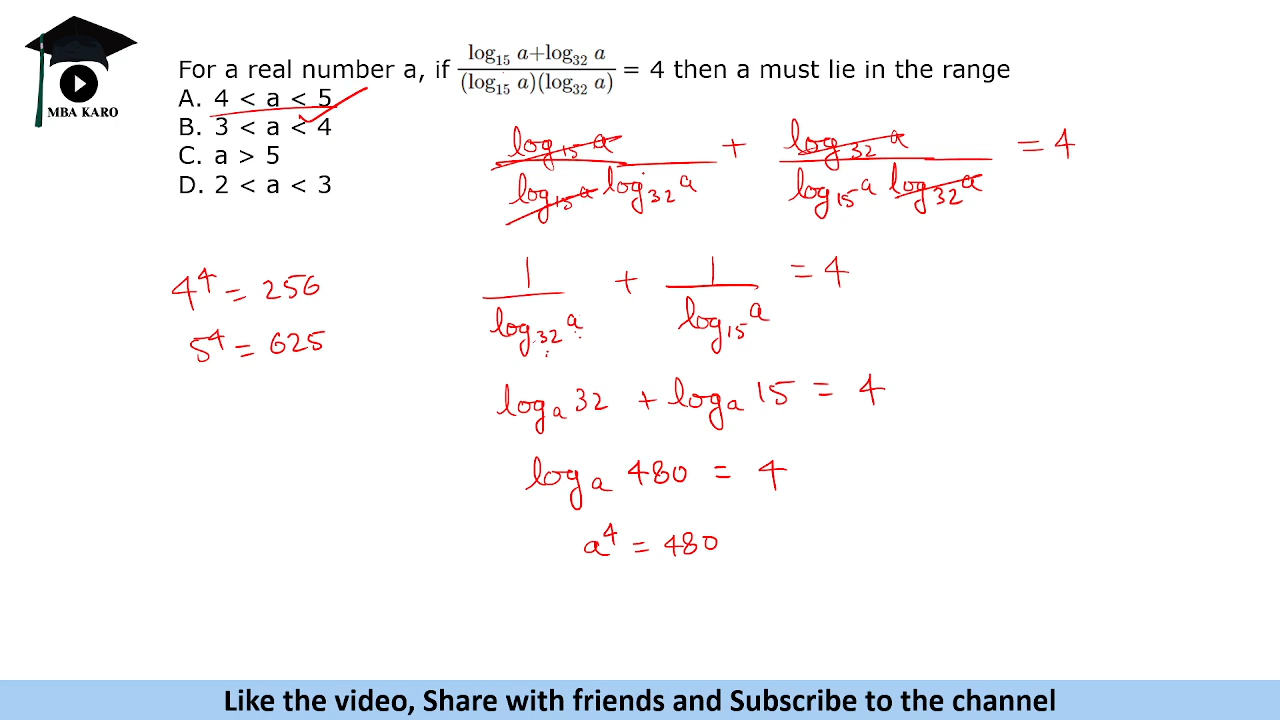 For a real number a, if (log₁₅ a+log₃₂ a)/((log₁₅ a)(log₃₂ a)) = 4 then a must lie in the range
MBA KARO
A. 4 < a < 5
B. 3 < a < 4
C. a > 5
D. 2 < a < 3
log₁₅ a / log₁₅ a log₃₂ a + log₃₂ a / log₁₅ a log₃₂ a = 4
4⁴ = 256
5⁴ = 625
1 / log₃₂ a + 1 / log₁₅ a = 4
logₐ 32 + logₐ 15 = 4
logₐ 480 = 4
a⁴ = 480
Like the video, Share with friends and Subscribe to the channel